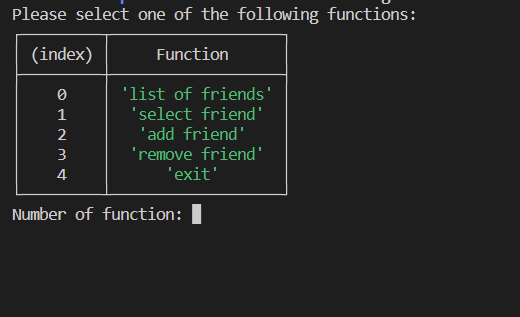 Please select one of the following functions:
(index) Function
0 'list of friends'
1 'select friend'
2 'add friend'
3 'remove friend'
4 'exit'
Number of function: